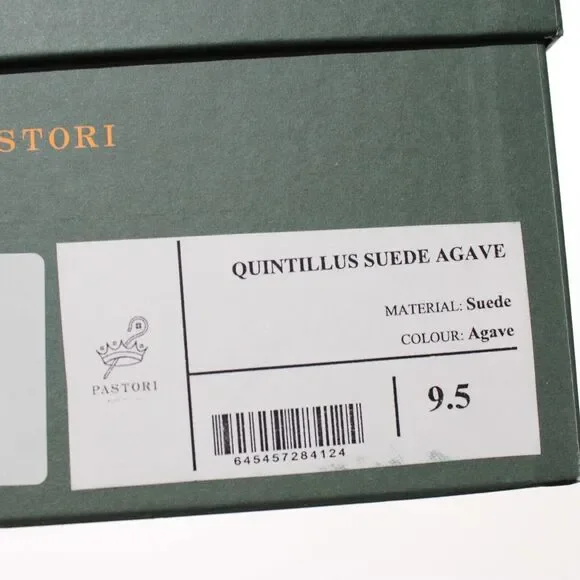 STORI
QUINTILLUS SUEDE AGAVE
MATERIAL: Suede
COLOUR: Agave
PASTORI
9.5
645457284124